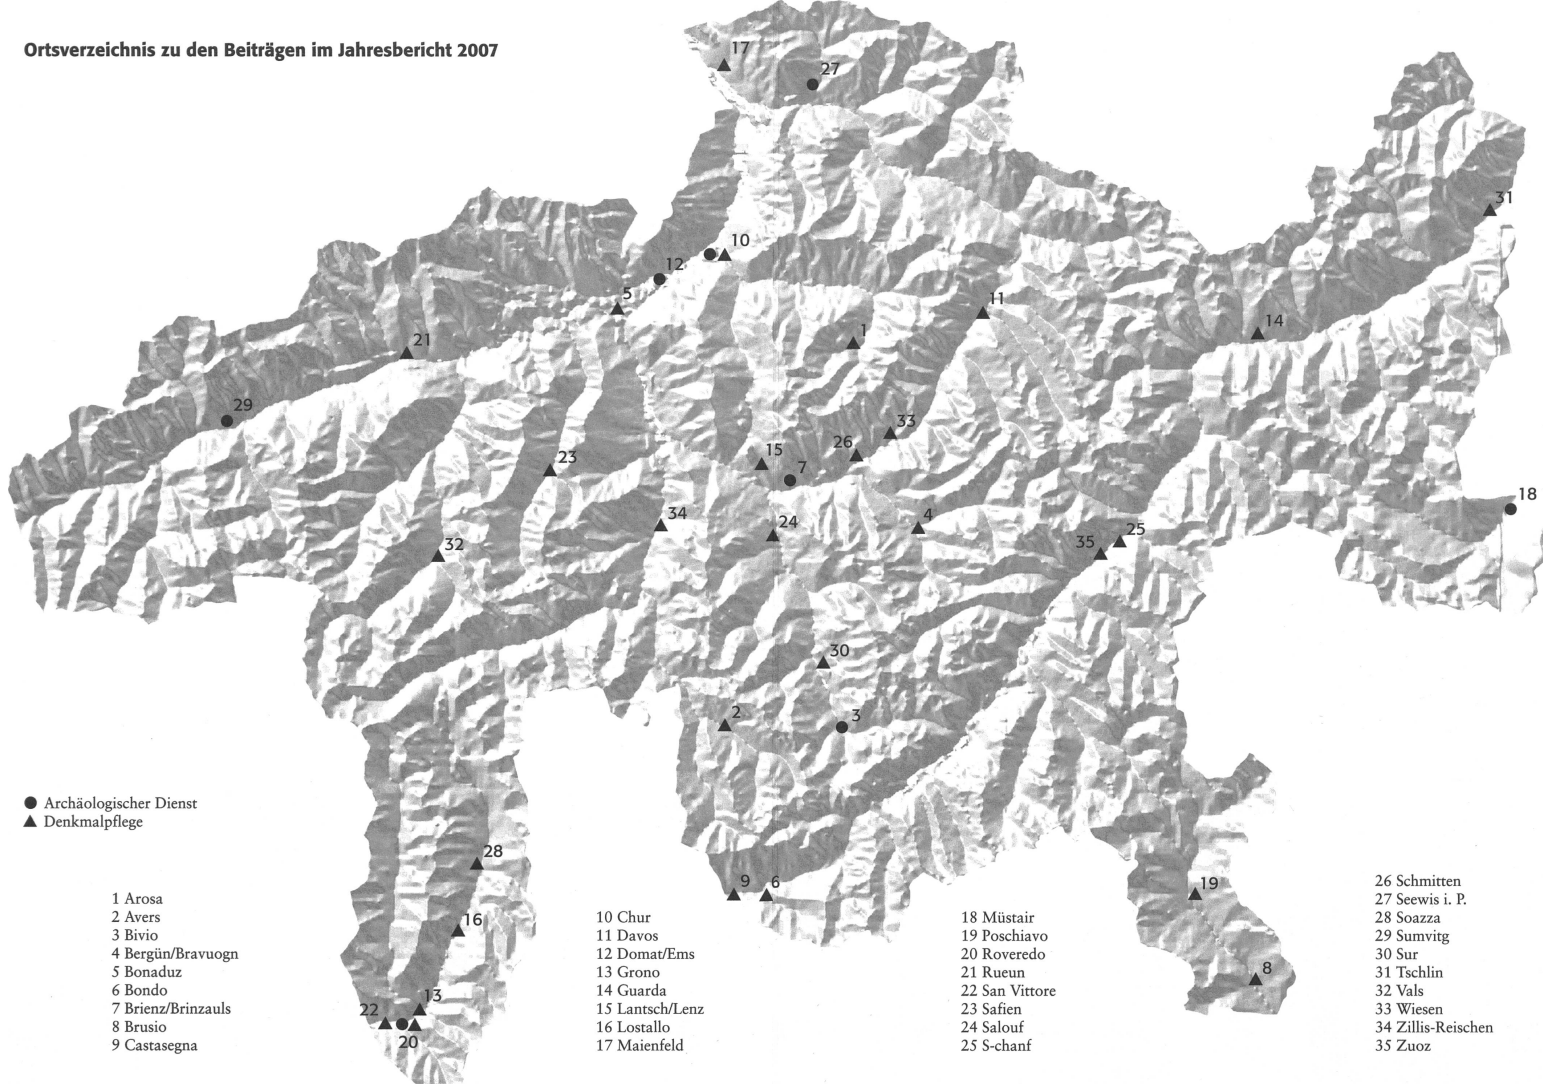 Ortsverzeichnis zu den Beiträgen im Jahresbericht 2007
17
27
31
10
12
5
11
14
1
21
29
33
26
15
7
23
18
34
24
4
25
35
32
30
2
3
Archäologischer Dienst
Denkmalpflege
28
9
6
19
16
8
13
22
20
1 Arosa
2 Avers
3 Bivio
4 Bergün/Bravuogn
5 Bonaduz
6 Bondo
7 Brienz/Brinzauls
8 Brusio
9 Castasegna
10 Chur
11 Davos
12 Domat/Ems
13 Grono
14 Guarda
15 Lantsch/Lenz
16 Lostallo
17 Maienfeld
18 Müstair
19 Poschiavo
20 Roveredo
21 Rueun
22 San Vittore
23 Safien
24 Salouf
25 S-chanf
26 Schmitten
27 Seewis i. P.
28 Soazza
29 Sumvitg
30 Sur
31 Tschlin
32 Vals
33 Wiesen
34 Zillis-Reischen
35 Zuoz